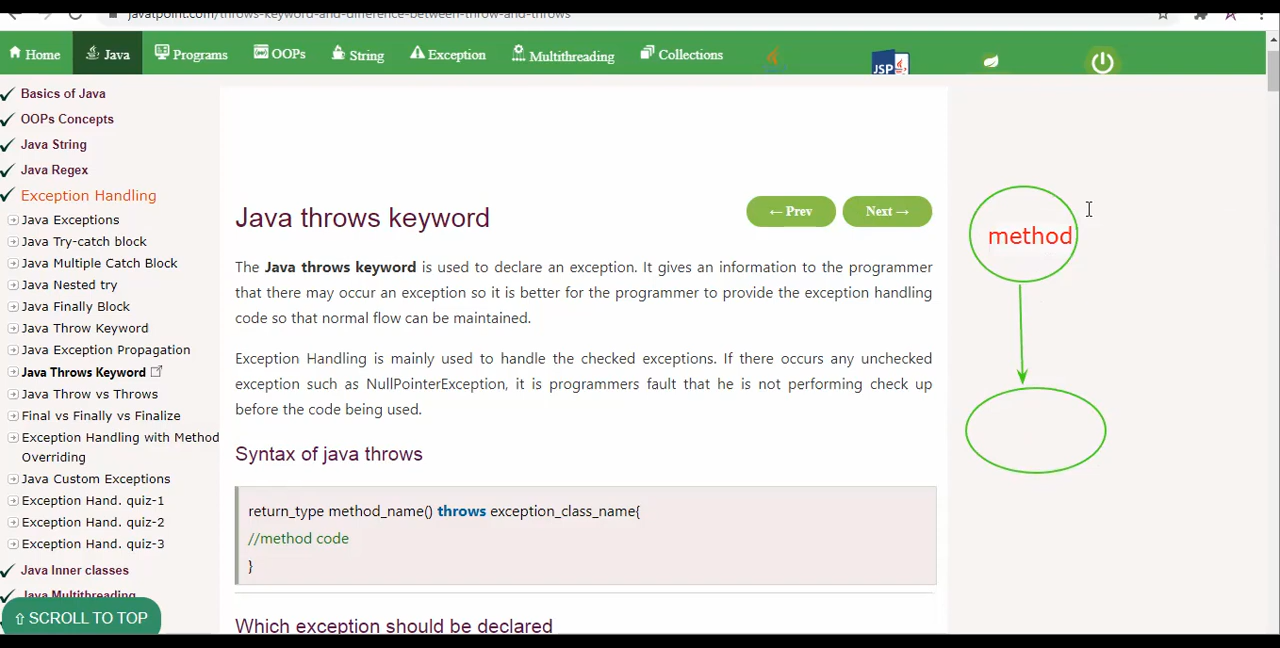 javatpoint.com/throws-keyword-and-difference-between-throw-and-throws
Home Java Programs OOPs String Exception Multithreading Collections
JSP
Basics of Java
OOPs Concepts
Java String
Java Regex
Exception Handling
Java Exceptions
Java Try-catch block
Java Multiple Catch Block
Java Nested try
Java Finally Block
Java Throw Keyword
Java Exception Propagation
Java Throws Keyword
Java Throw vs Throws
Final vs Finally vs Finalize
Exception Handling with Method
Overriding
Java Custom Exceptions
Exception Hand. quiz-1
Exception Hand. quiz-2
Exception Hand. quiz-3
Java Inner classes
Java Multithreading
⇧ SCROLL TO TOP
Java throws keyword
← Prev Next →
The Java throws keyword is used to declare an exception. It gives an information to the programmer
that there may occur an exception so it is better for the programmer to provide the exception handling
code so that normal flow can be maintained.
Exception Handling is mainly used to handle the checked exceptions. If there occurs any unchecked
exception such as NullPointerException, it is programmers fault that he is not performing check up
before the code being used.
Syntax of java throws
return_type method_name() throws exception_class_name{
//method code
}
Which exception should be declared
method